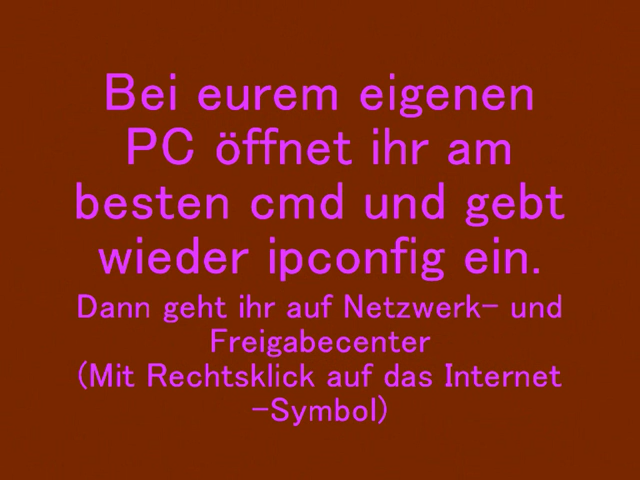 Bei eurem eigenen
PC öffnet ihr am
besten cmd und gebt
wieder ipconfig ein.
Dann geht ihr auf Netzwerk- und
Freigabecenter
(Mit Rechtsklick auf das Internet
-Symbol)